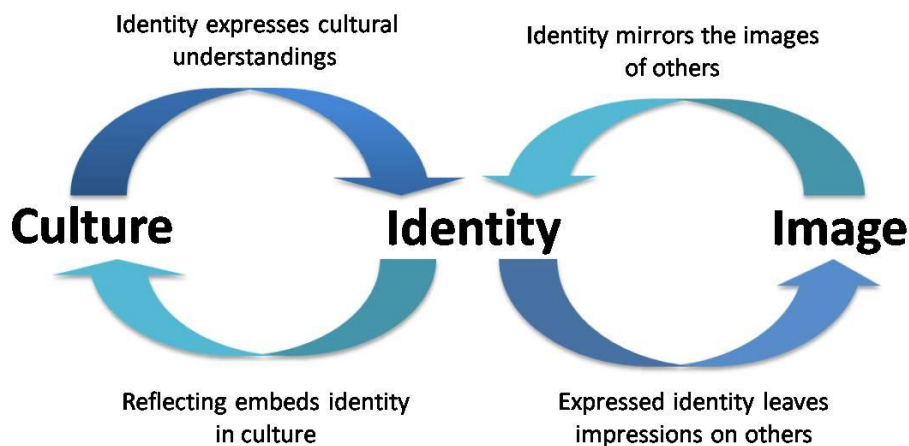 Identity expresses cultural
understandings
Identity mirrors the images
of others
Culture
Identity
Image
Reflecting embeds identity
in culture
Expressed identity leaves
impressions on others